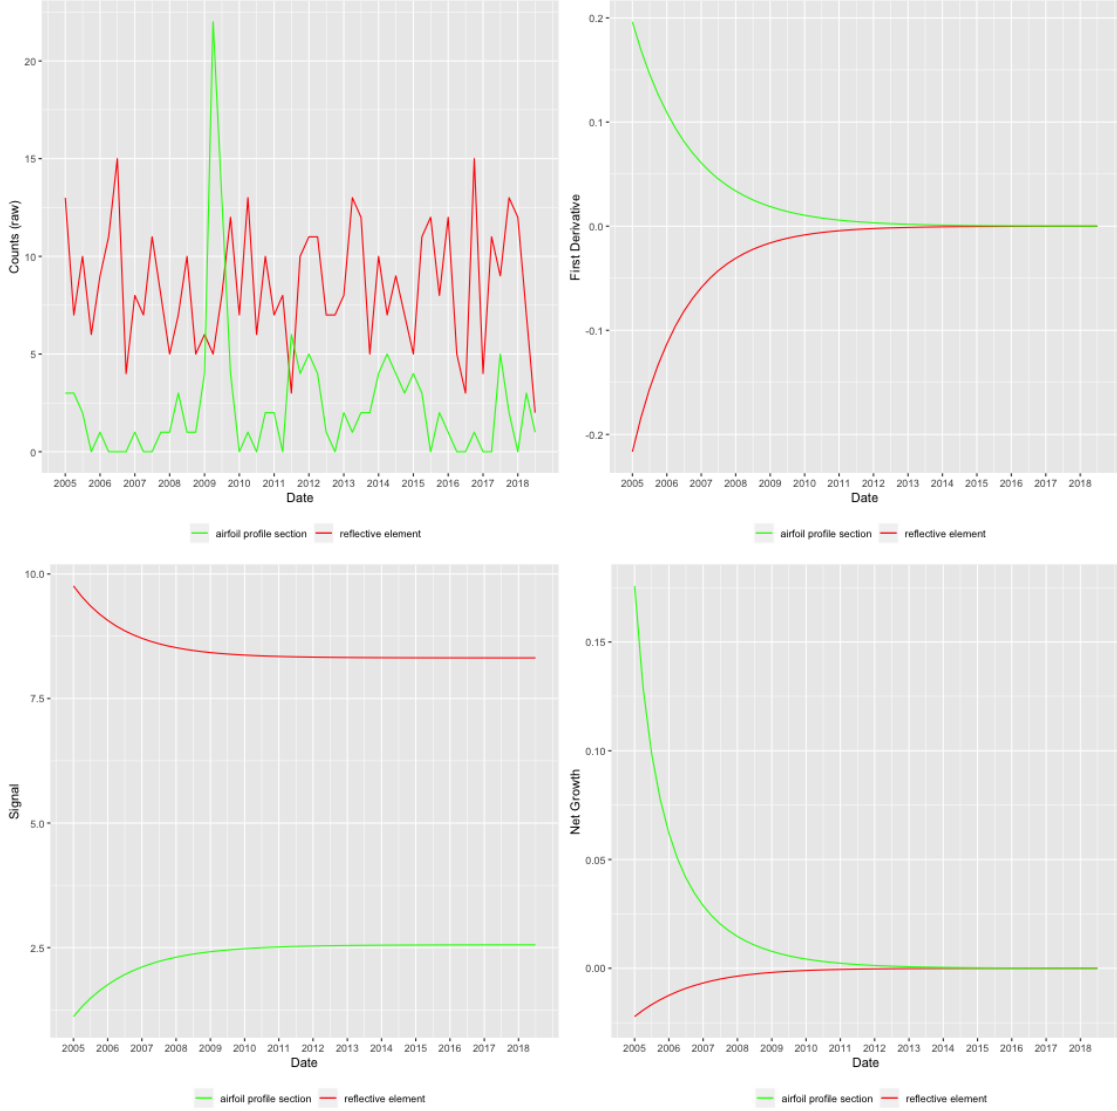 Counts (raw)
20
15
10
5
0
2005 2006 2007 2008 2009 2010 2011 2012 2013 2014 2015 2016 2017 2018
Date
airfoil profile section reflective element
First Derivative
0.2
0.1
0.0
-0.1
-0.2
2005 2006 2007 2008 2009 2010 2011 2012 2013 2014 2015 2016 2017 2018
Date
airfoil profile section reflective element
Signal
10.0
7.5
5.0
2.5
2005 2006 2007 2008 2009 2010 2011 2012 2013 2014 2015 2016 2017 2018
Date
airfoil profile section reflective element
Net Growth
0.15
0.10
0.05
0.00
2005 2006 2007 2008 2009 2010 2011 2012 2013 2014 2015 2016 2017 2018
Date
airfoil profile section reflective element